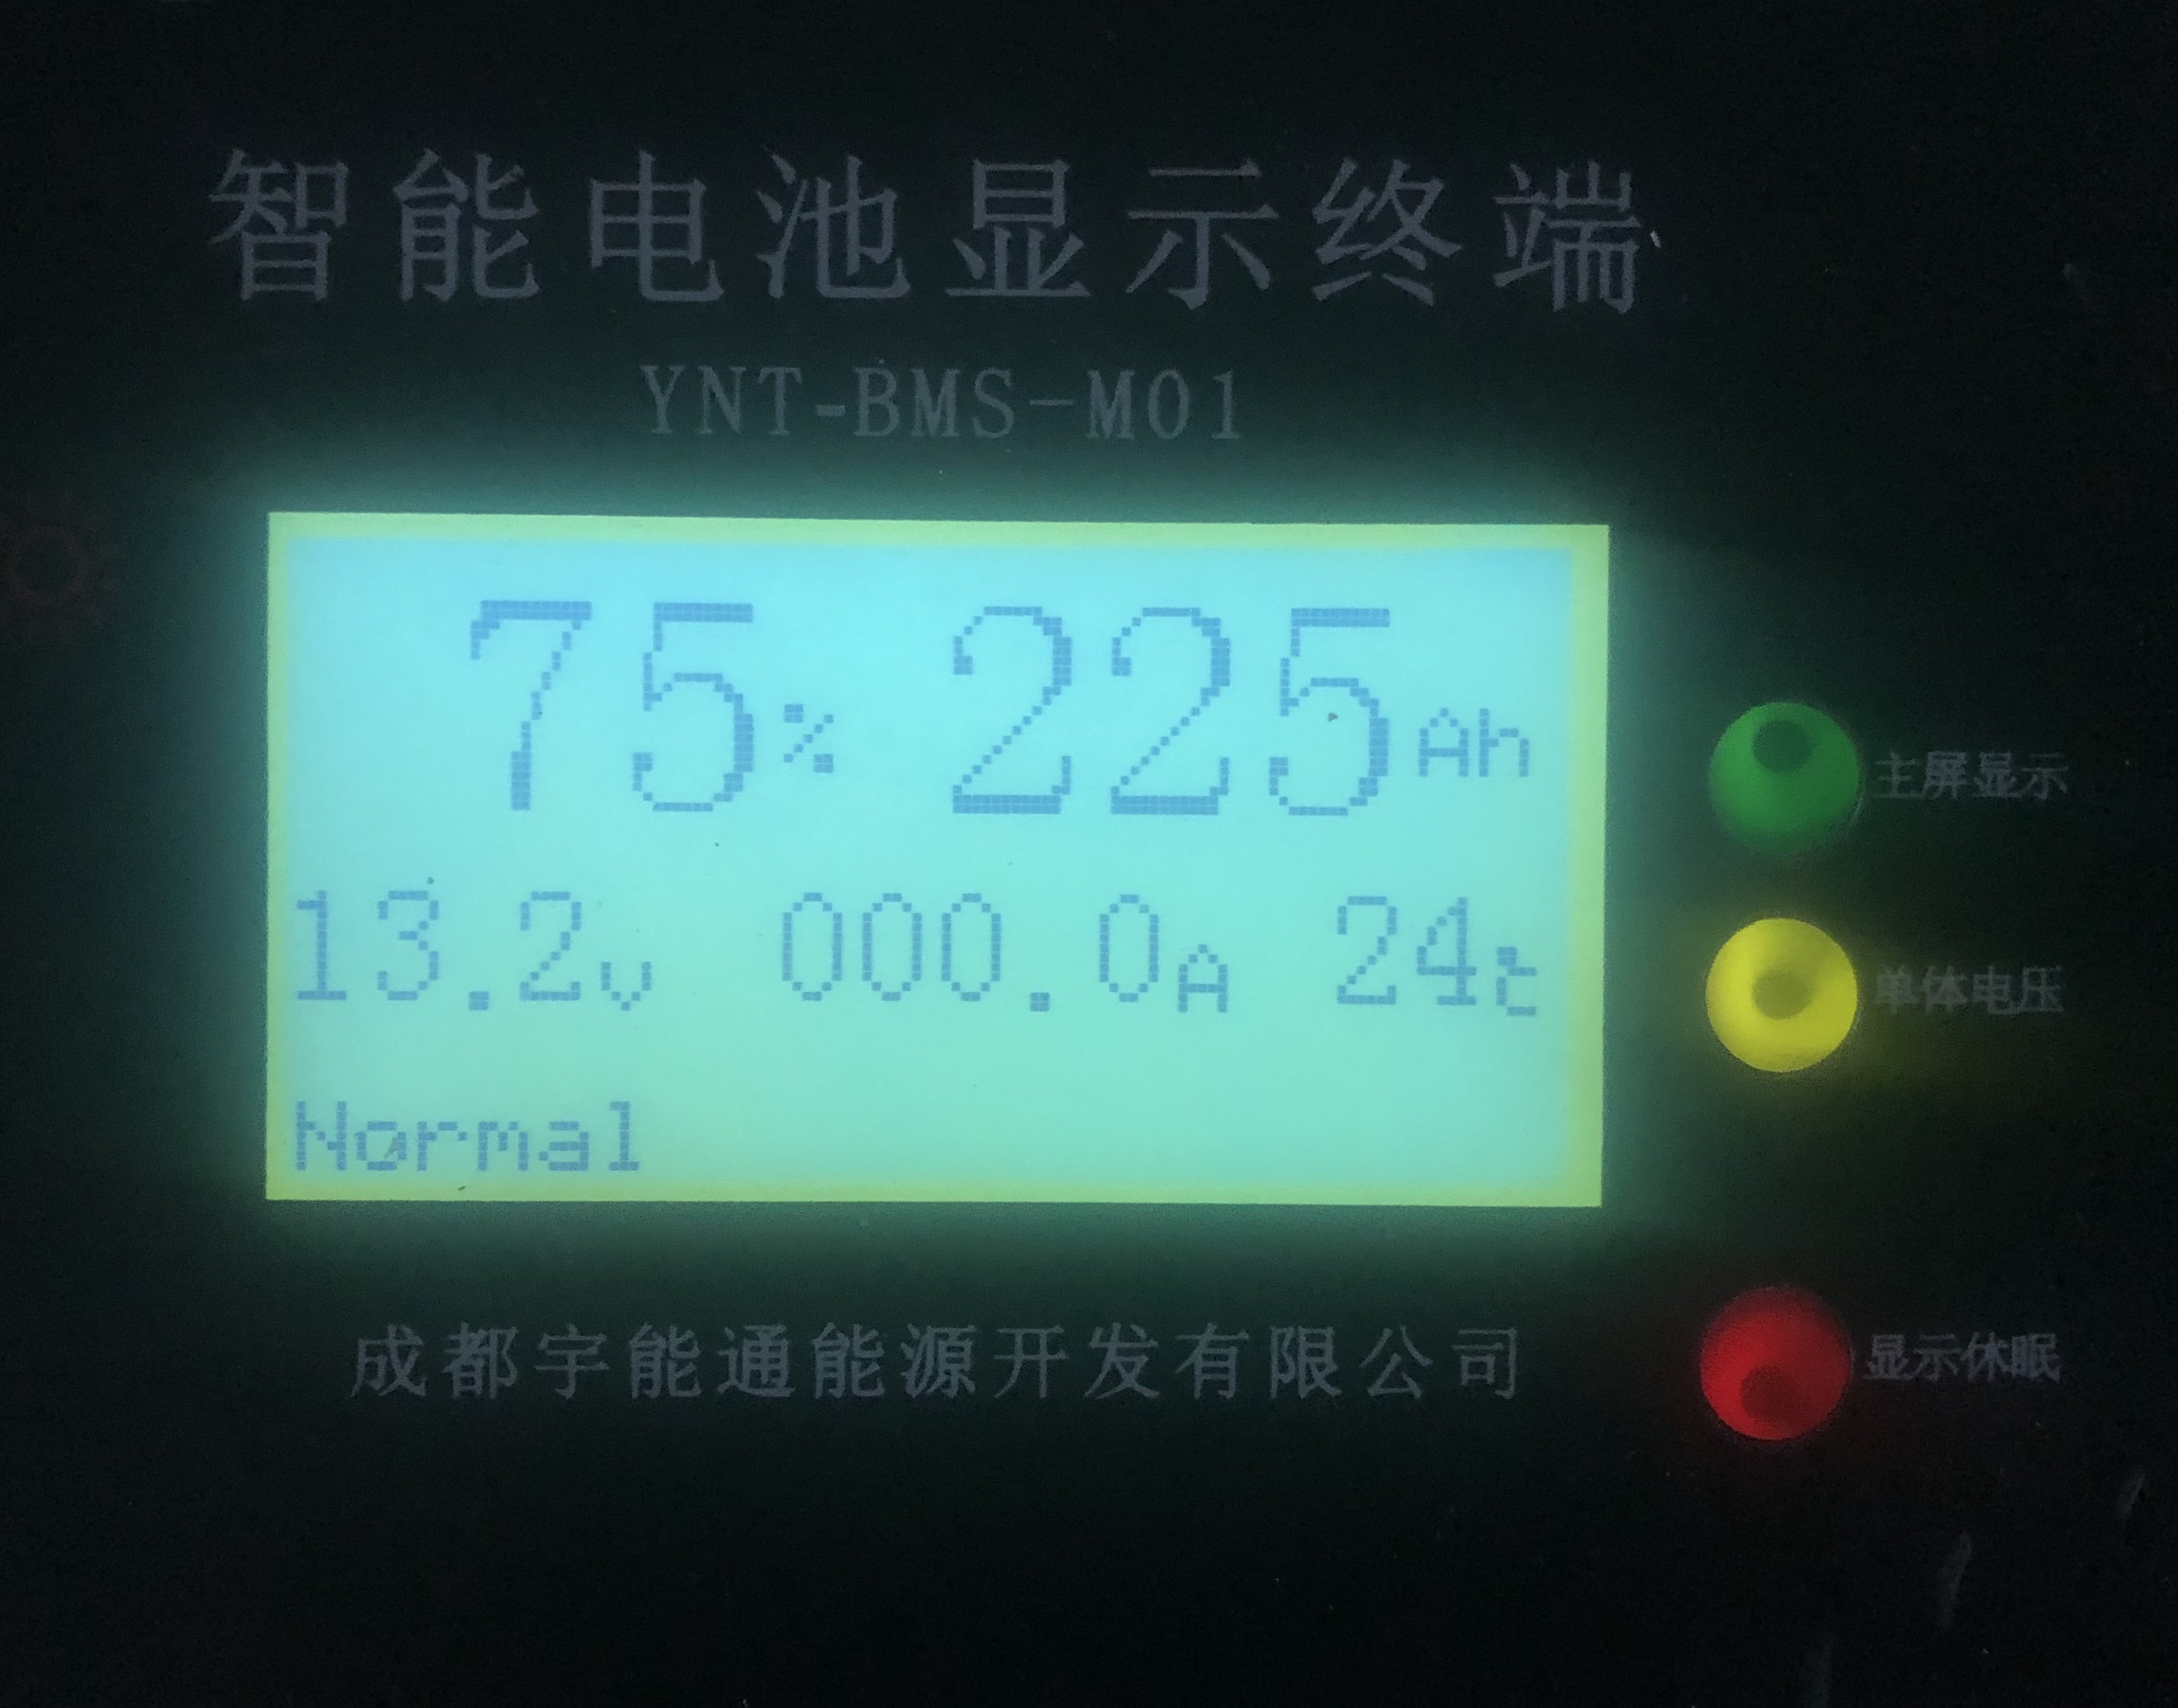 智能电池显示终端
YNT-BMS-M01
75% 225Ah
主屏显示
13.2v 000.0A 24t
单体电压
Normal
成都宇能通能源开发有限公司
显示休眠